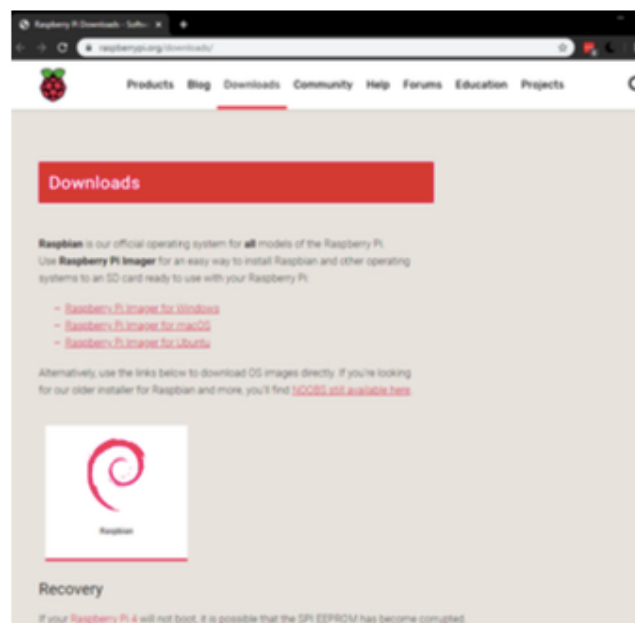 Raspberry Pi Downloads - Softw
raspberrypi.org/downloads/
Products Blog Downloads Community Help Forums Education Projects
Downloads
Raspbian is our official operating system for all models of the Raspberry Pi.
Use Raspberry Pi Imager for an easy way to install Raspbian and other operating
systems to an SD card ready to use with your Raspberry Pi:
– Raspberry Pi Imager for Windows
– Raspberry Pi Imager for macOS
– Raspberry Pi Imager for Ubuntu
Alternatively, use the links below to download OS images directly. If you're looking
for our older installer for Raspbian and more, you'll find NOOBS still available here.
Raspbian
Recovery
If your Raspberry Pi 4 will not boot, it is possible that the SPI EEPROM has become corrupted.